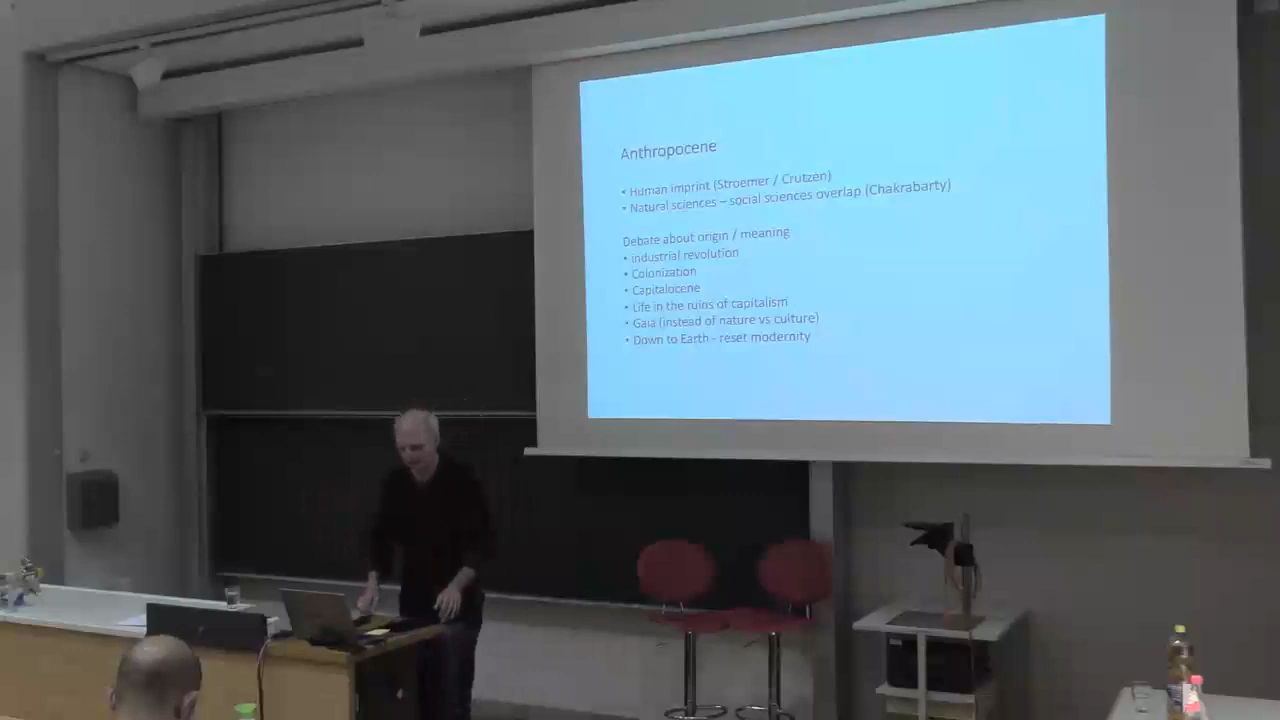 Anthropocene
• Human imprint (Stroemer / Crutzen)
• Natural sciences – social sciences overlap (Chakrabarty)
Debate about origin / meaning
• industrial revolution
• Colonization
• Capitalocene
• Life in the ruins of capitalism
• Gaia (instead of nature vs culture)
• Down to Earth - reset modernity